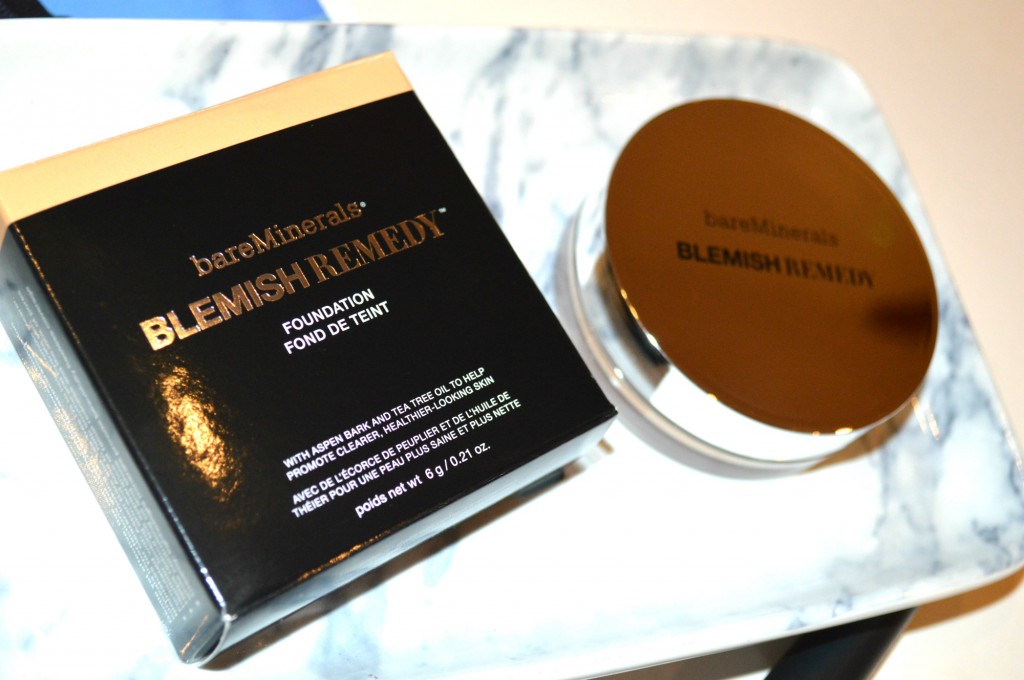 bareMinerals®
BLEMISH REMEDY™
FOUNDATION
FOND DE TEINT
WITH ASPEN BARK AND TEA TREE OIL TO HELP
PROMOTE CLEARER, HEALTHIER-LOOKING SKIN
AVEC DE L'ÉCORCE DE PEUPLIER ET DE L'HUILE DE
THÉIER POUR UNE PEAU PLUS SAINE ET PLUS NETTE
poids net wt 6 g / 0.21 oz.
bareMinerals
BLEMISH REMEDY